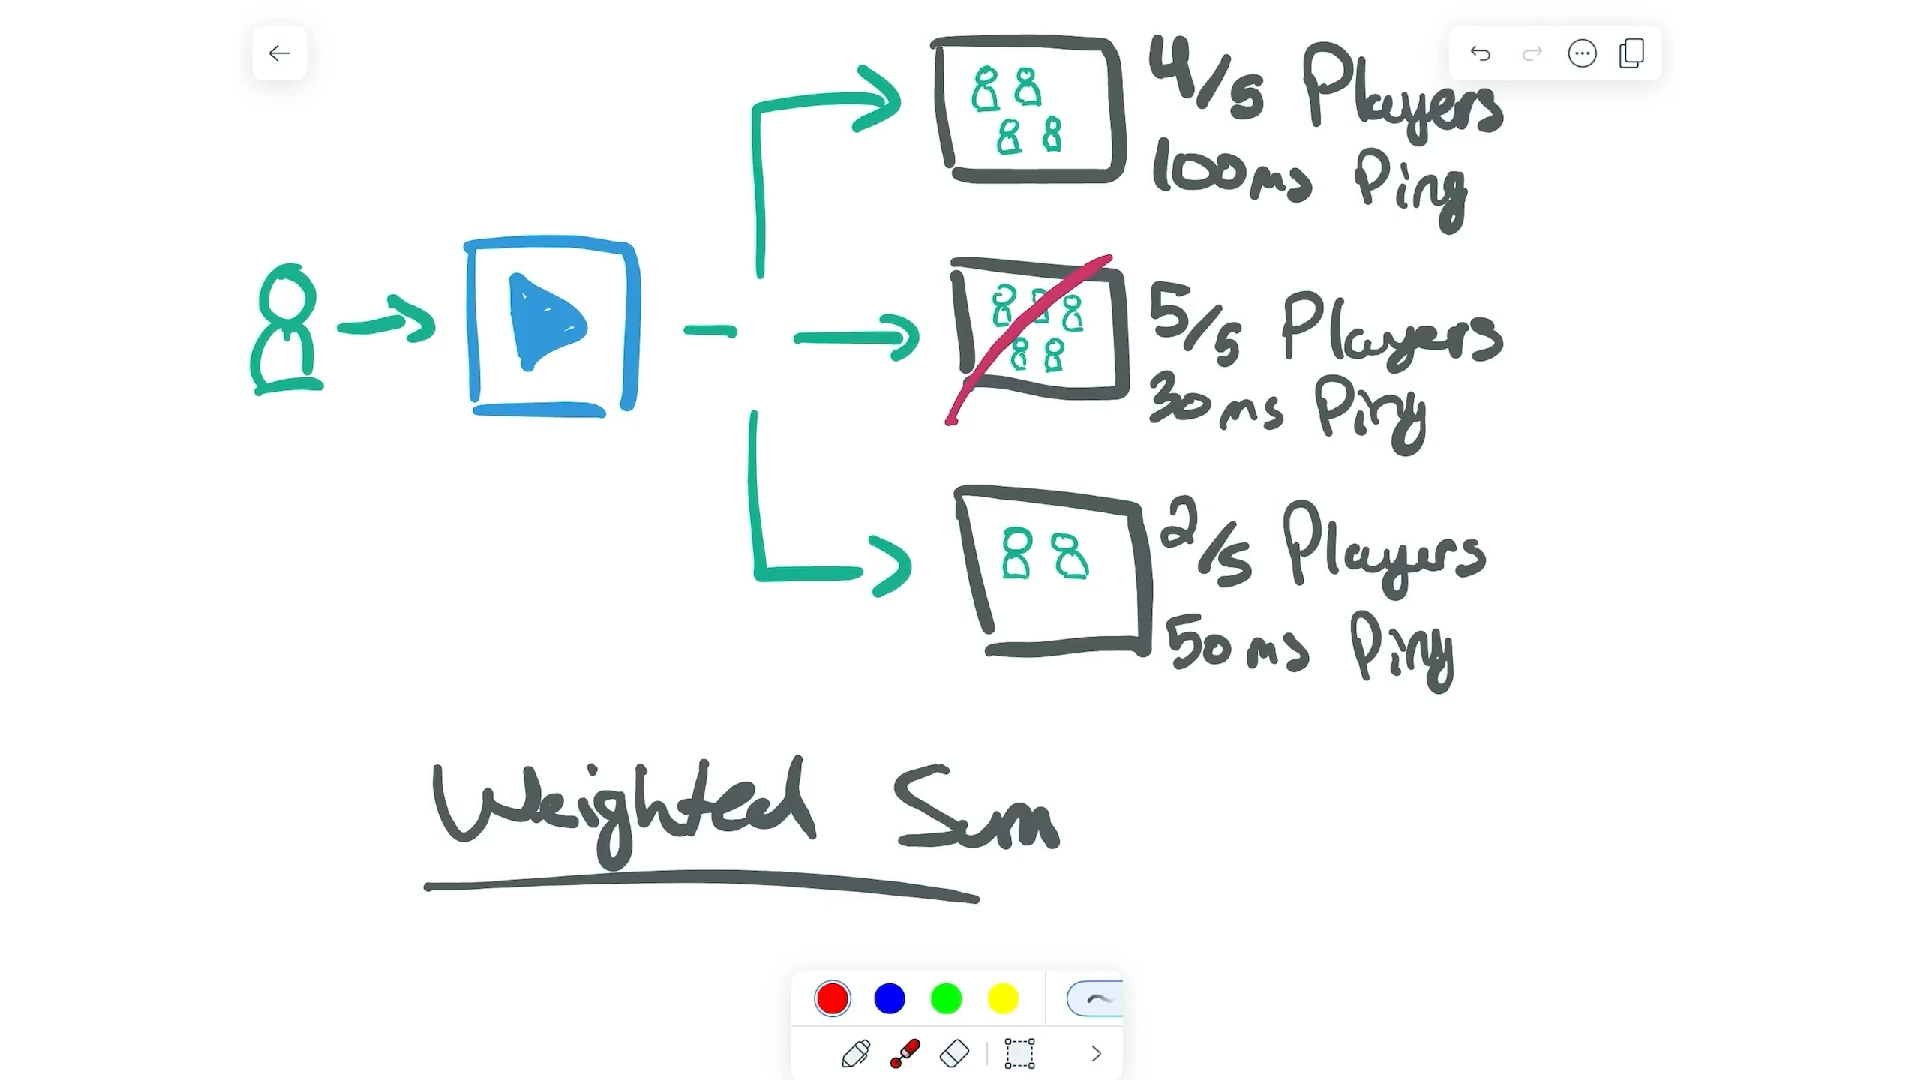 4/5 Players
100ms Ping
5/5 Players
30ms Ping
2/5 Players
50ms Ping
Weighted Sum